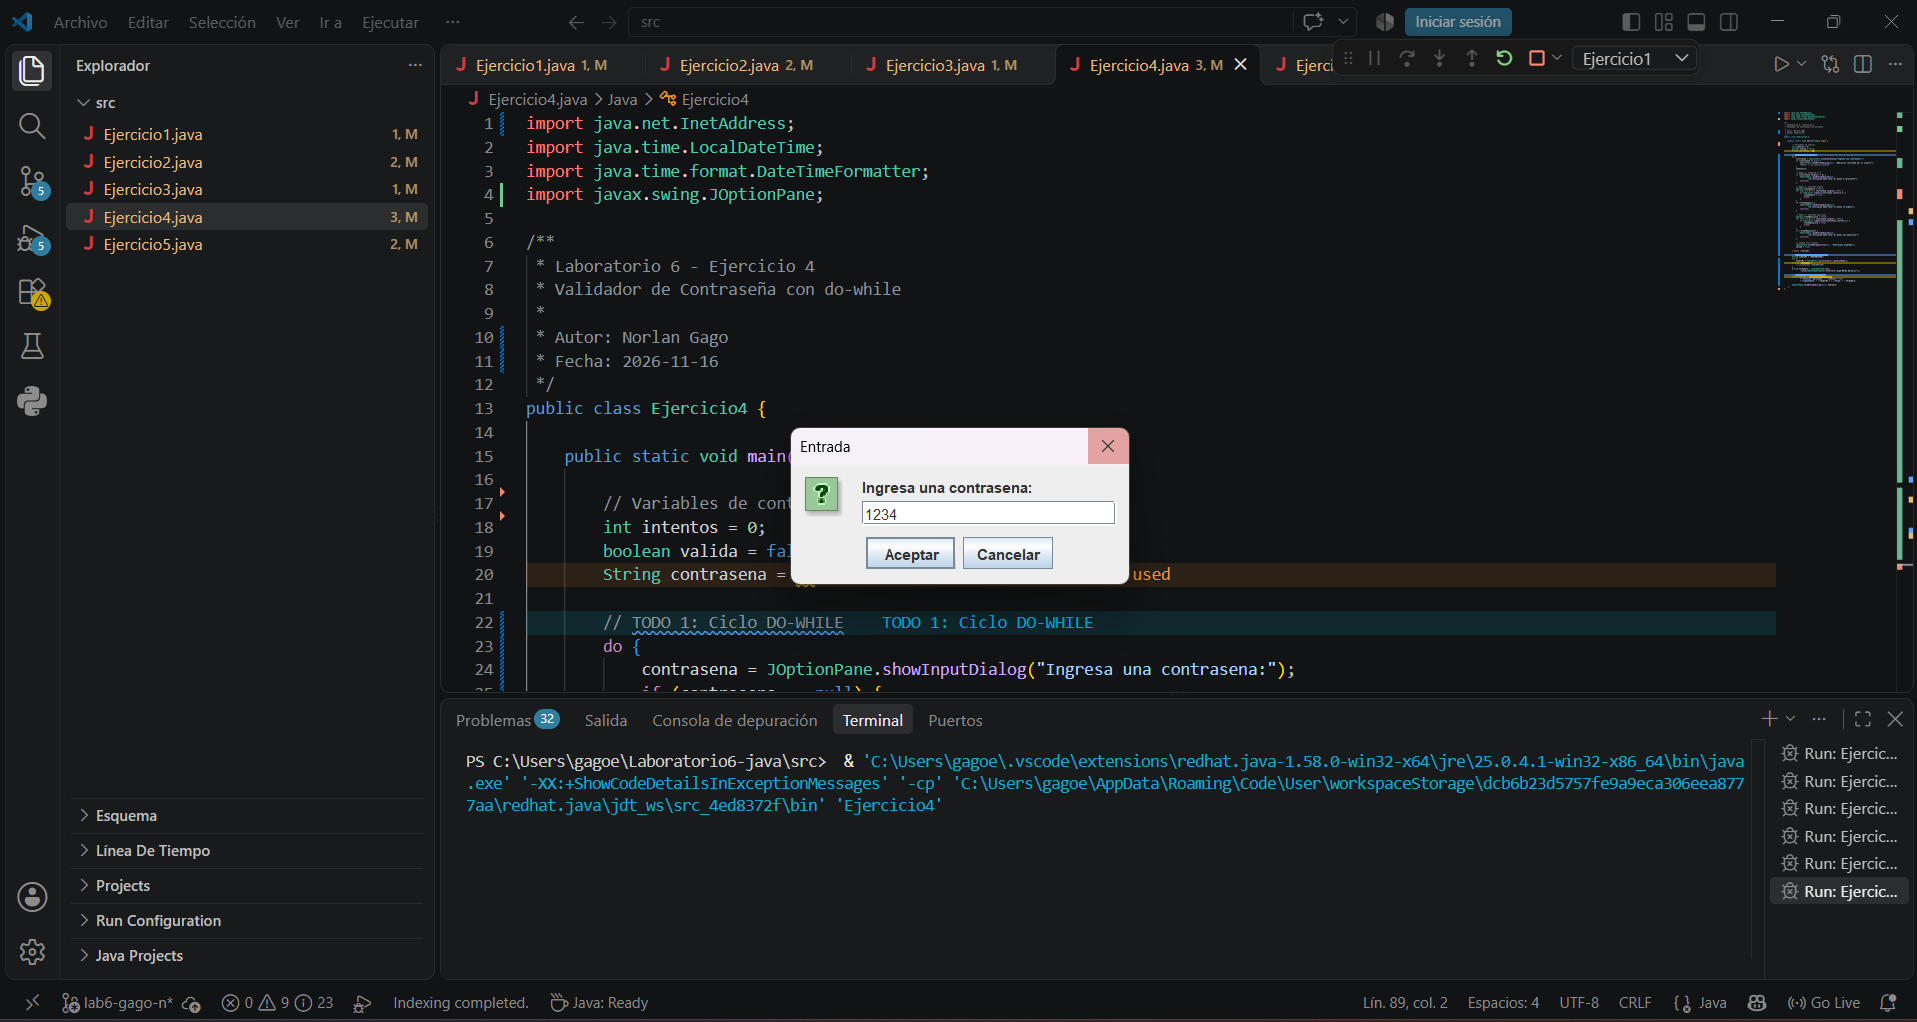 Archivo Editar Selección Ver Ir a Ejecutar ··· src Iniciar sesión
Explorador ···
src
Ejercicio1.java 1, M
Ejercicio2.java 2, M
Ejercicio3.java 1, M
Ejercicio4.java 3, M
Ejercicio5.java 2, M
Esquema
Línea De Tiempo
Projects
Run Configuration
Java Projects
5
5
Ejercicio1.java 1, M Ejercicio2.java 2, M Ejercicio3.java 1, M Ejercicio4.java 3, M Ejerci Ejercicio1
Ejercicio4.java > Java > Ejercicio4
1 import java.net.InetAddress;
2 import java.time.LocalDateTime;
3 import java.time.format.DateTimeFormatter;
4 import javax.swing.JOptionPane;
5
6 /**
7 * Laboratorio 6 - Ejercicio 4
8 * Validador de Contraseña con do-while
9 *
10 * Autor: Norlan Gago
11 * Fecha: 2026-11-16
12 */
13 public class Ejercicio4 {
14
15 public static void main(
16
17 // Variables de cont
18 int intentos = 0;
19 boolean valida = fal
20 String contrasena = used
21
22 // TODO 1: Ciclo DO-WHILE TODO 1: Ciclo DO-WHILE
23 do {
24 contrasena = JOptionPane.showInputDialog("Ingresa una contrasena:");
Entrada
Ingresa una contrasena:
1234
Aceptar Cancelar
Problemas 32 Salida Consola de depuración Terminal Puertos
PS C:\Users\gagoe\Laboratorio6-java\src> & 'C:\Users\gagoe\.vscode\extensions\redhat.java-1.58.0-win32-x64\jre\25.0.4.1-win32-x86_64\bin\java
.exe' '-XX:+ShowCodeDetailsInExceptionMessages' '-cp' 'C:\Users\gagoe\AppData\Roaming\Code\User\workspaceStorage\dcb6b23d5757fe9a9eca306eea877
7aa\redhat.java\jdt_ws\src_4ed8372f\bin' 'Ejercicio4'
Run: Ejercic...
Run: Ejercic...
Run: Ejercic...
Run: Ejercic...
Run: Ejercic...
Run: Ejercic...
lab6-gago-n* 0 9 23 Indexing completed. Java: Ready Lín. 89, col. 2 Espacios: 4 UTF-8 CRLF Java Go Live